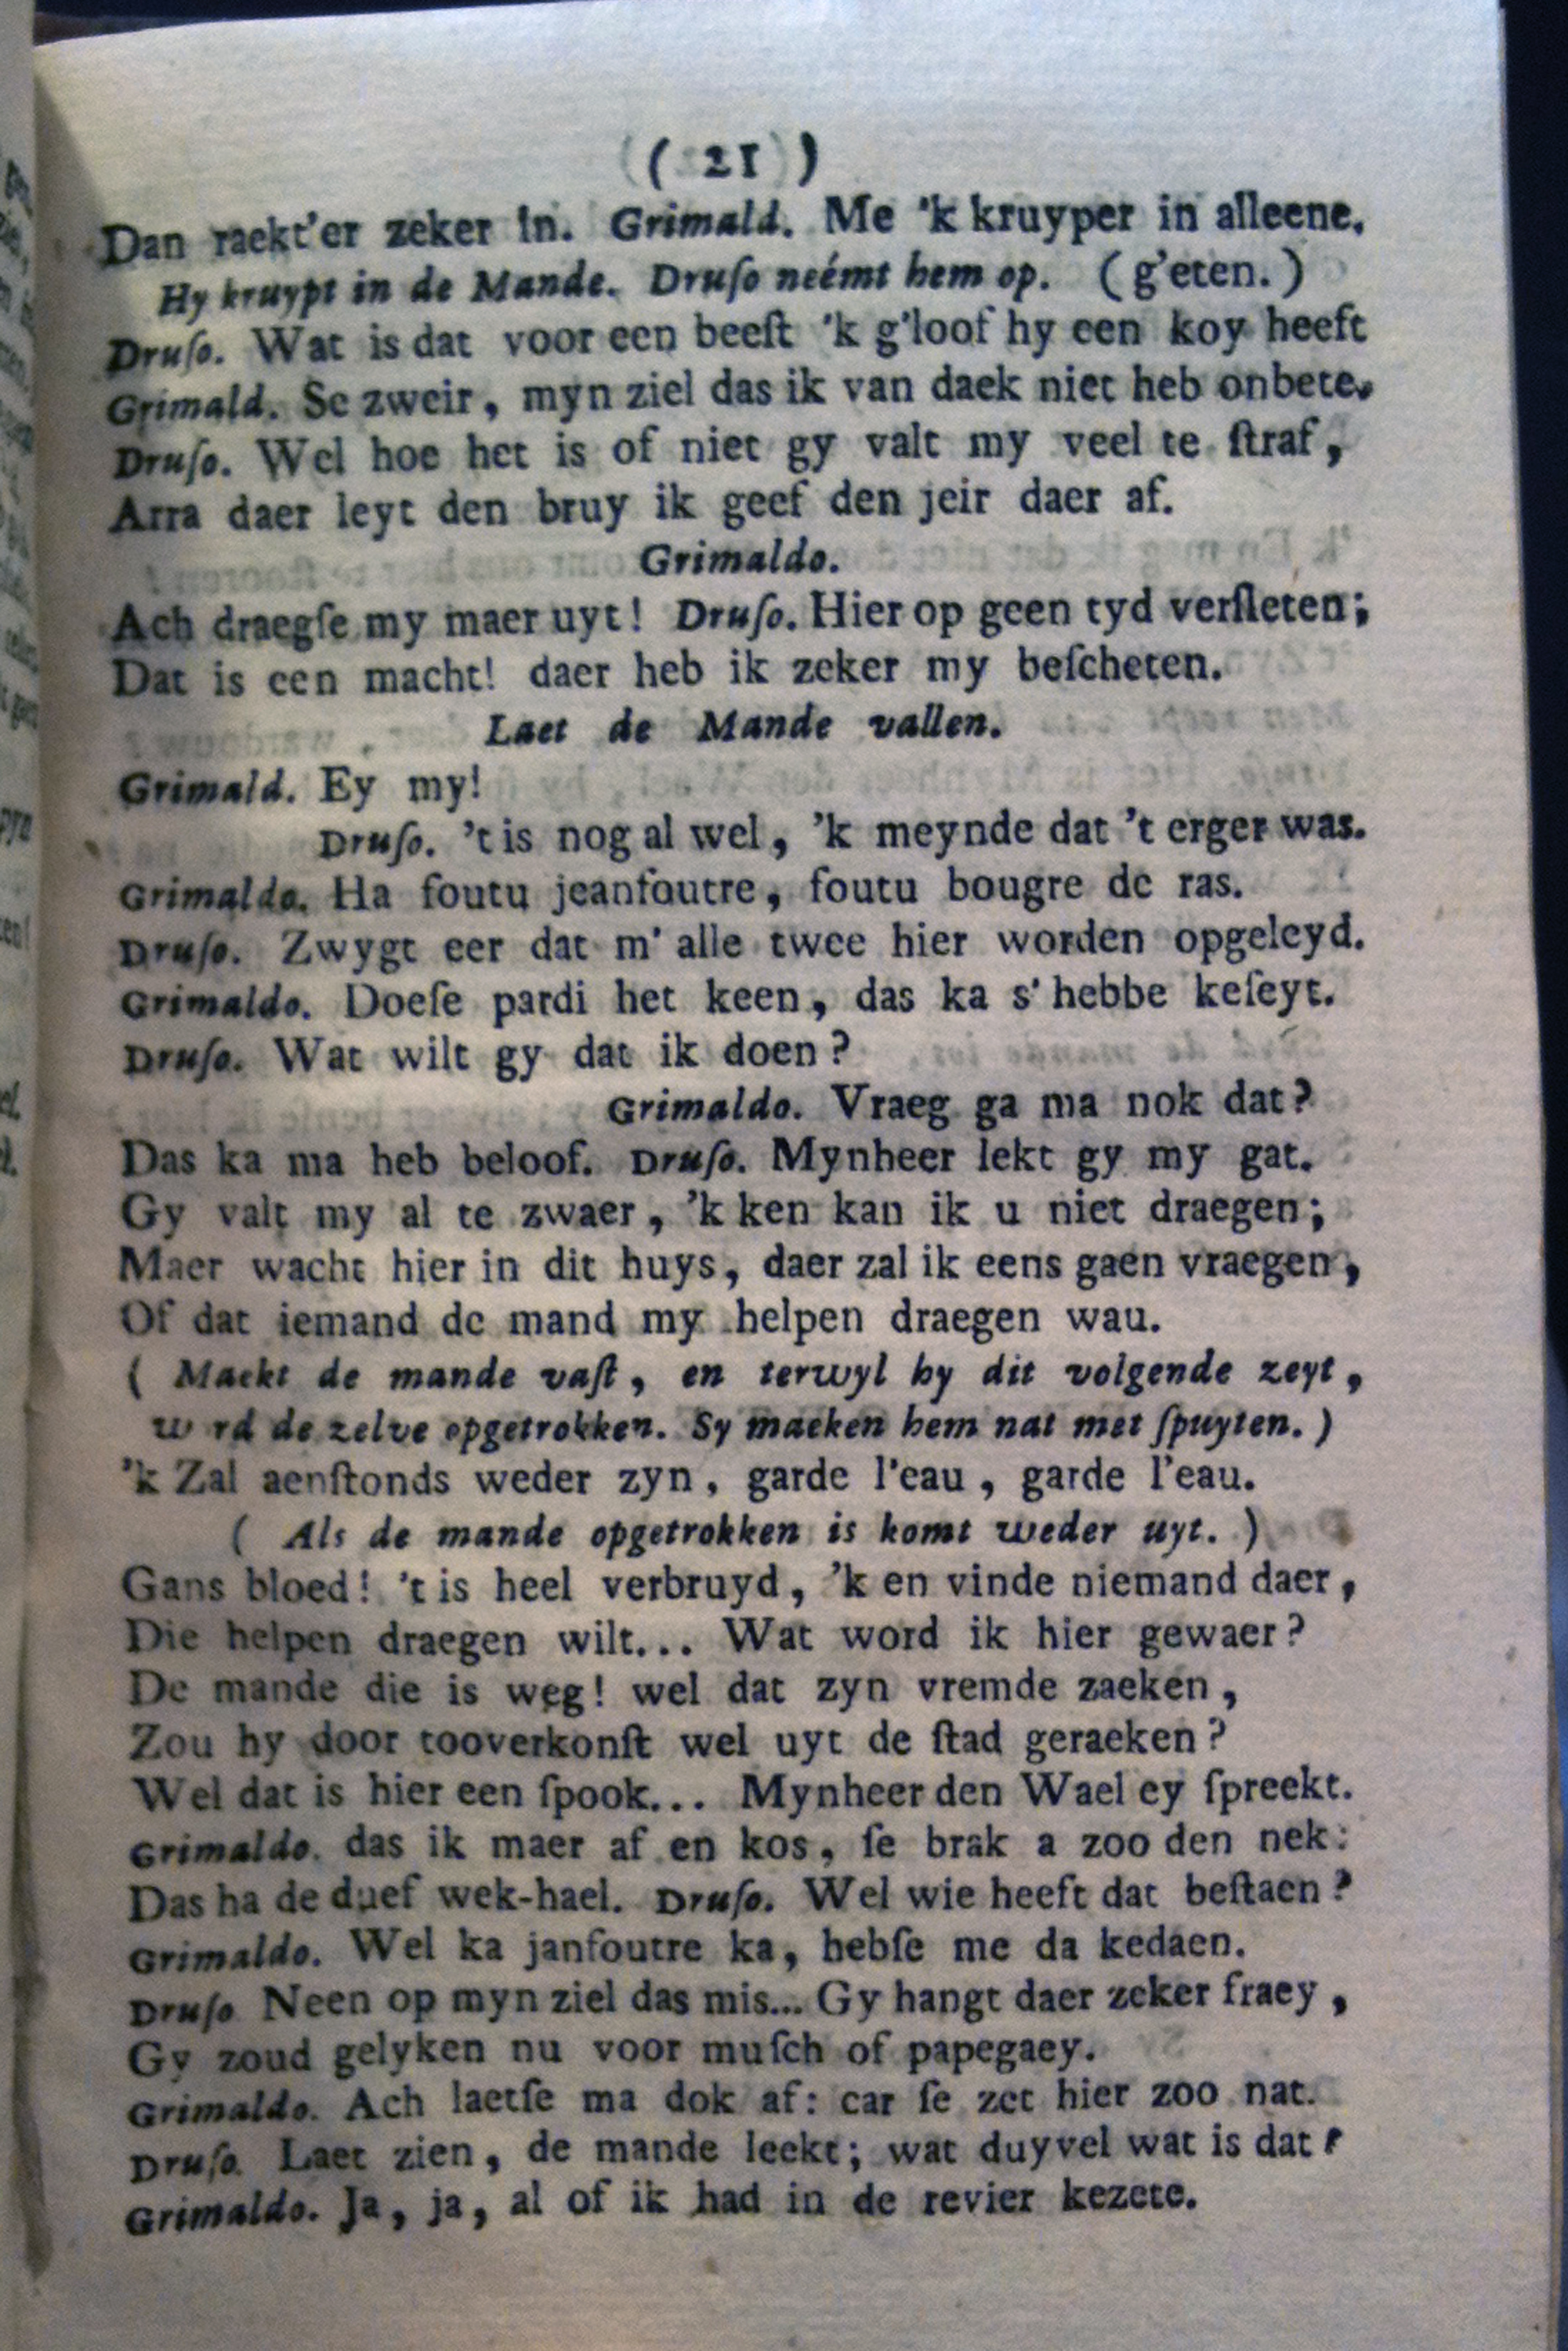 ( 21 )
Dan raekt'er zeker in. Grimald. Me 'k kruyper in alleene.
Hy kruypt in de Mande. Druſo neémt hem op. ( g'eten. )
Druſo. Wat is dat voor een beeſt 'k g'loof hy een koy heeft
Grimald. Se zweir, myn ziel das ik van daek niet heb onbete.
Druſo. Wel hoe het is of niet gy valt my veel te ſtraf,
Arra daer leyt den bruy ik geef den jeir daer af.
Grimaldo.
Ach draegſe my maer uyt! Druſo. Hier op geen tyd verſleten;
Dat is een macht! daer heb ik zeker my beſcheten.
Laet de Mande vallen.
Grimald. Ey my!
Druſo. 't is nog al wel, 'k meynde dat 't erger was.
Grimaldo. Ha foutu jeanfoutre, foutu bougre de ras.
Druſo. Zwygt eer dat m' alle twee hier worden opgeleyd.
Grimaldo. Doeſe pardi het keen, das ka s' hebbe keſeyt.
Druſo. Wat wilt gy dat ik doen?
Grimaldo. Vraeg ga ma nok dat?
Das ka ma heb beloof. Druſo. Mynheer lekt gy my gat.
Gy valt my al te zwaer, 'k ken kan ik u niet draegen;
Maer wacht hier in dit huys, daer zal ik eens gaen vraegen,
Of dat iemand de mand my helpen draegen wau.
( Maekt de mande vaſt, en terwyl hy dit volgende zeyt,
w rd de zelve opgetrokken. Sy maeken hem nat met ſpuyten. )
'k Zal aenſtonds weder zyn, garde l'eau, garde l'eau.
( Als de mande opgetrokken is komt weder uyt. )
Gans bloed! 't is heel verbruyd, 'k en vinde niemand daer,
Die helpen draegen wilt... Wat word ik hier gewaer?
De mande die is weg! wel dat zyn vremde zaeken,
Zou hy door tooverkonſt wel uyt de ſtad geraeken?
Wel dat is hier een ſpook... Mynheer den Wael ey ſpreekt.
Grimaldo. das ik maer af en kos, ſe brak a zoo den nek:
Das ha de duef wek-hael. Druſo. Wel wie heeft dat beſtaen?
Grimaldo. Wel ka janfoutre ka, hebſe me da kedaen.
Druſo Neen op myn ziel das mis... Gy hangt daer zeker fraey,
Gy zoud gelyken nu voor muſch of papegaey.
Grimaldo. Ach laetſe ma dok af: car ſe zet hier zoo nat.
Druſo. Laet zien, de mande leekt; wat duyvel wat is dat?
Grimaldo. Ja, ja, al of ik had in de revier kezete.